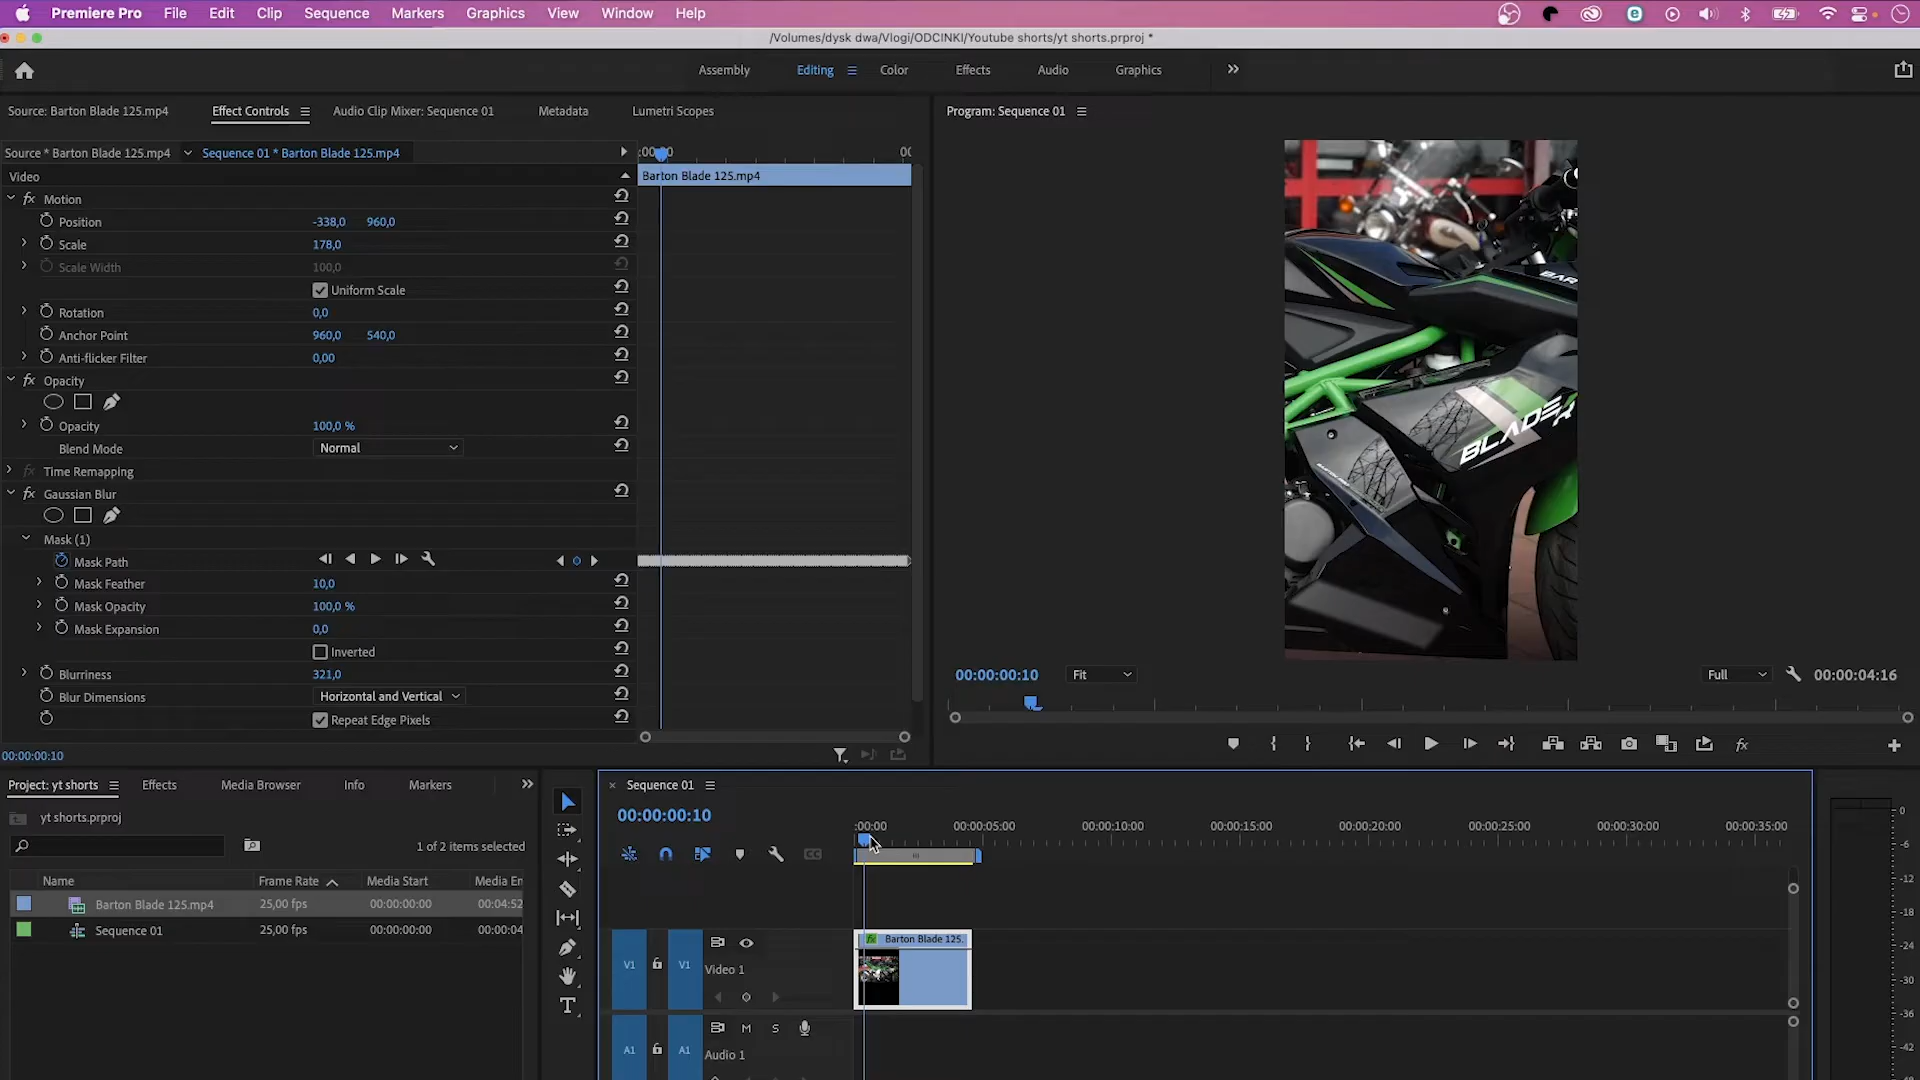 Premiere Pro File Edit Clip Sequence Markers Graphics View Window Help
/Volumes/dysk dwa/Vlogi/ODCINKI/Youtube shorts/yt shorts.prproj *
Assembly Editing Color Effects Audio Graphics
Source: Barton Blade 125.mp4 Effect Controls Audio Clip Mixer: Sequence 01 Metadata Lumetri Scopes
Program: Sequence 01
Source * Barton Blade 125.mp4 Sequence 01 * Barton Blade 125.mp4
Video
Barton Blade 125.mp4
fx Motion
Position -338,0 960,0
Scale 178,0
Scale Width 100,0
Uniform Scale
Rotation 0,0
Anchor Point 960,0 540,0
Anti-flicker Filter 0,00
fx Opacity
Opacity 100,0 %
Blend Mode Normal
fx Time Remapping
fx Gaussian Blur
Mask (1)
Mask Path
Mask Feather 10,0
Mask Opacity 100,0 %
Mask Expansion 0,0
Inverted
Blurriness 321,0
Blur Dimensions Horizontal and Vertical
Repeat Edge Pixels
00:00:00:10
BAR
BLADE
00:00:00:10 Fit Full 00:00:04:16
fx
Project: yt shorts Effects Media Browser Info Markers
yt shorts.prproj
1 of 2 items selected
Name Frame Rate Media Start Media En
Barton Blade 125.mp4 25,00 fps 00:00:00:00 00:04:52
Sequence 01 25,00 fps 00:00:00:00 00:00:04
T
Sequence 01
00:00:00:10
:00:00 00:00:05:00 00:00:10:00 00:00:15:00 00:00:20:00 00:00:25:00 00:00:30:00 00:00:35:00
CC
fx Barton Blade 125.
V1 V1 Video 1
M S
A1 A1 Audio 1
0
-6
-12
-18
-24
-30
-36
-42